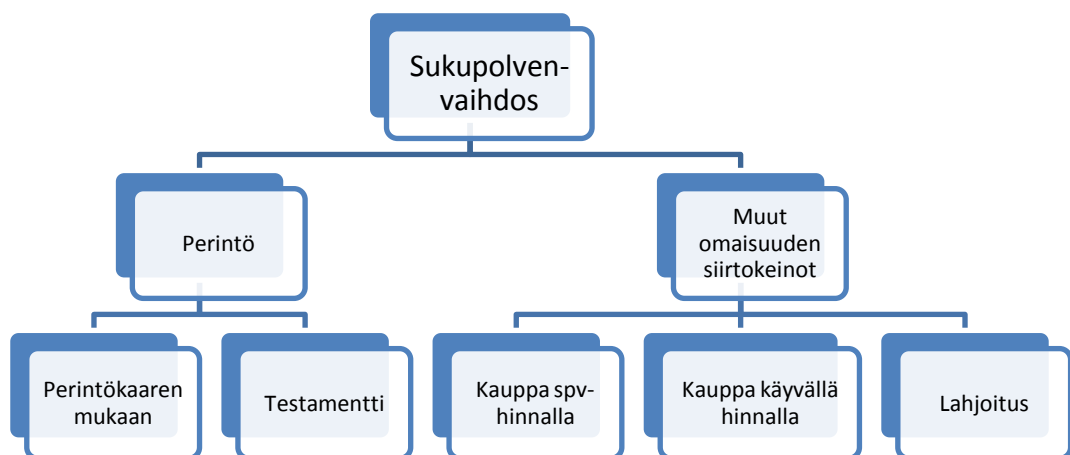 Sukupolven-
vaihdos
Perintö
Muut
omaisuuden
siirtokeinot
Perintökaaren
mukaan
Testamentti
Kauppa spv-
hinnalla
Kauppa käyvällä
hinnalla
Lahjoitus